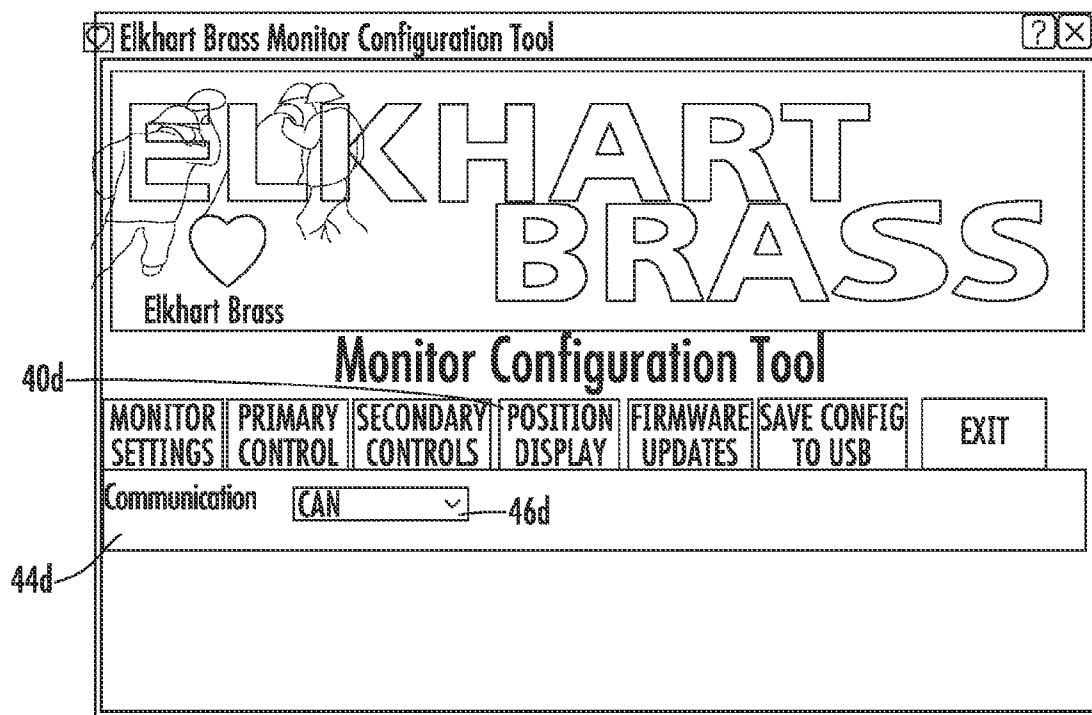 Elkhart Brass Monitor Configuration Tool ? X
ELKHART
BRASS
Elkhart Brass
Monitor Configuration Tool
40d
MONITOR SETTINGS PRIMARY CONTROL SECONDARY CONTROLS POSITION DISPLAY FIRMWARE UPDATES SAVE CONFIG TO USB EXIT
Communication CAN 46d
44d